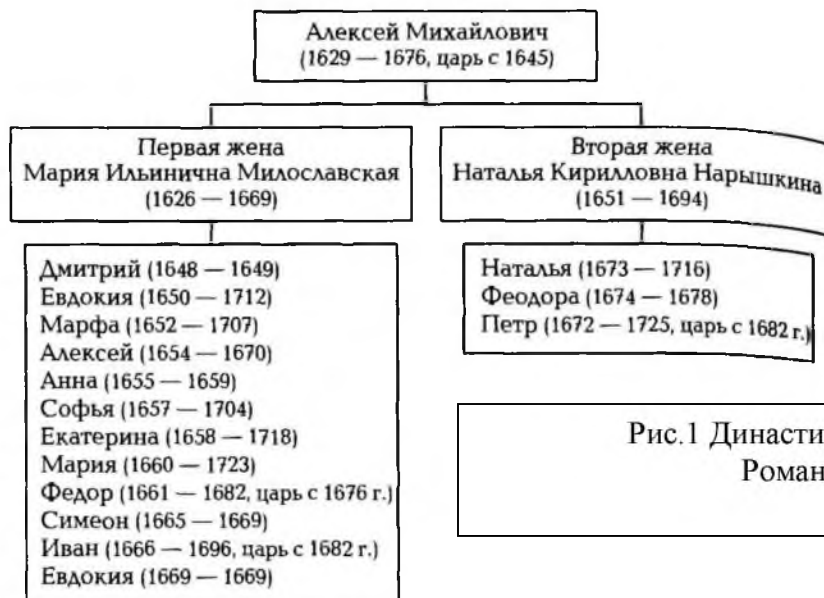 Алексей Михайлович
(1629 — 1676, царь с 1645)
Первая жена
Мария Ильинична Милославская
(1626 — 1669)
Вторая жена
Наталья Кирилловна Нарышкина
(1651 — 1694)
Дмитрий (1648 — 1649)
Евдокия (1650 — 1712)
Марфа (1652 — 1707)
Алексей (1654 — 1670)
Анна (1655 — 1659)
Софья (1657 — 1704)
Екатерина (1658 — 1718)
Мария (1660 — 1723)
Федор (1661 — 1682, царь с 1676 г.)
Симеон (1665 — 1669)
Иван (1666 — 1696, царь с 1682 г.)
Евдокия (1669 — 1669)
Наталья (1673 — 1716)
Феодора (1674 — 1678)
Петр (1672 — 1725, царь с 1682 г.)
Рис.1 Династи
Роман